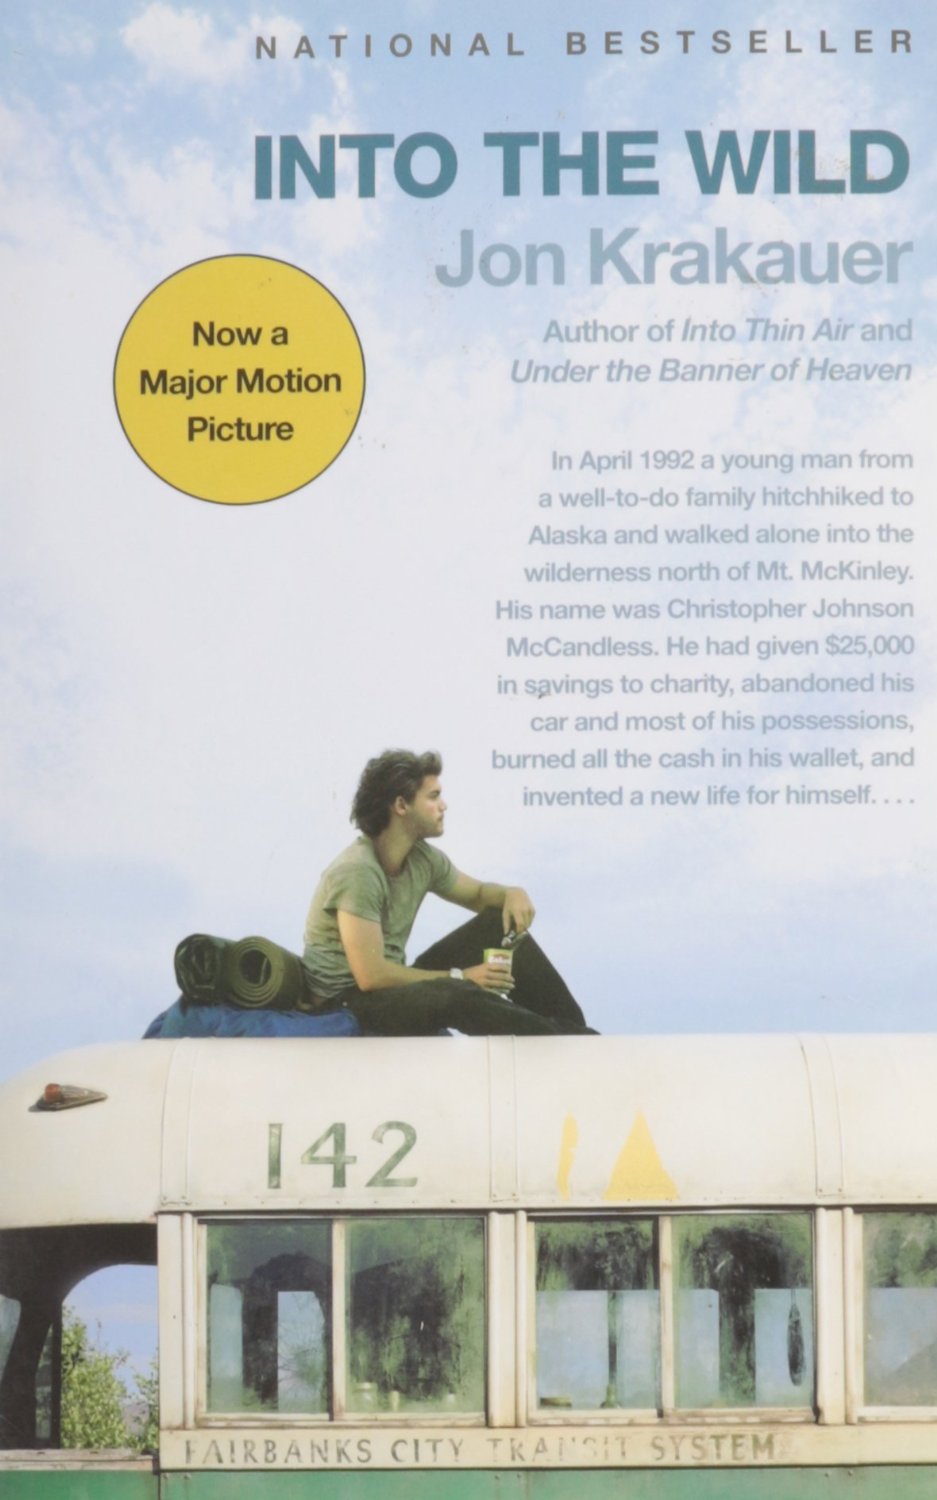 NATIONAL BESTSELLER
INTO THE WILD
Jon Krakauer
Author of Into Thin Air and
Under the Banner of Heaven
Now a
Major Motion
Picture
In April 1992 a young man from
a well-to-do family hitchhiked to
Alaska and walked alone into the
wilderness north of Mt. McKinley.
His name was Christopher Johnson
McCandless. He had given $25,000
in savings to charity, abandoned his
car and most of his possessions,
burned all the cash in his wallet, and
invented a new life for himself. . . .
142
FAIRBANKS CITY TRANSIT SYSTEM